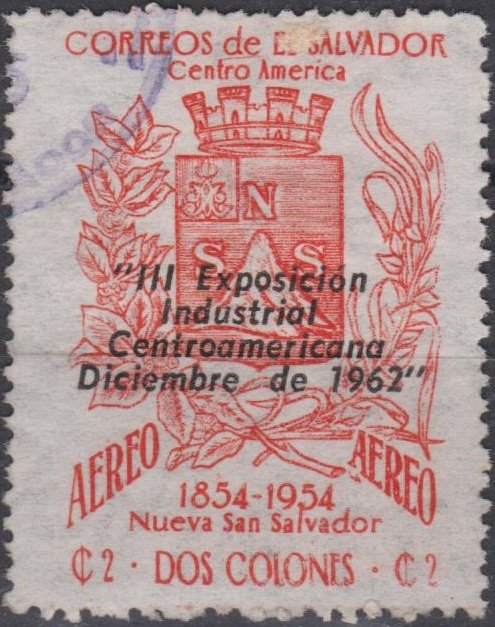 CORREOS de EL SALVADOR
Centro America
N
S S
"III Exposición
Industrial
Centroamericana
Diciembre de 1962"
AEREO AEREO
1854-1954
Nueva San Salvador
₡ 2 · DOS COLONES · ₡ 2